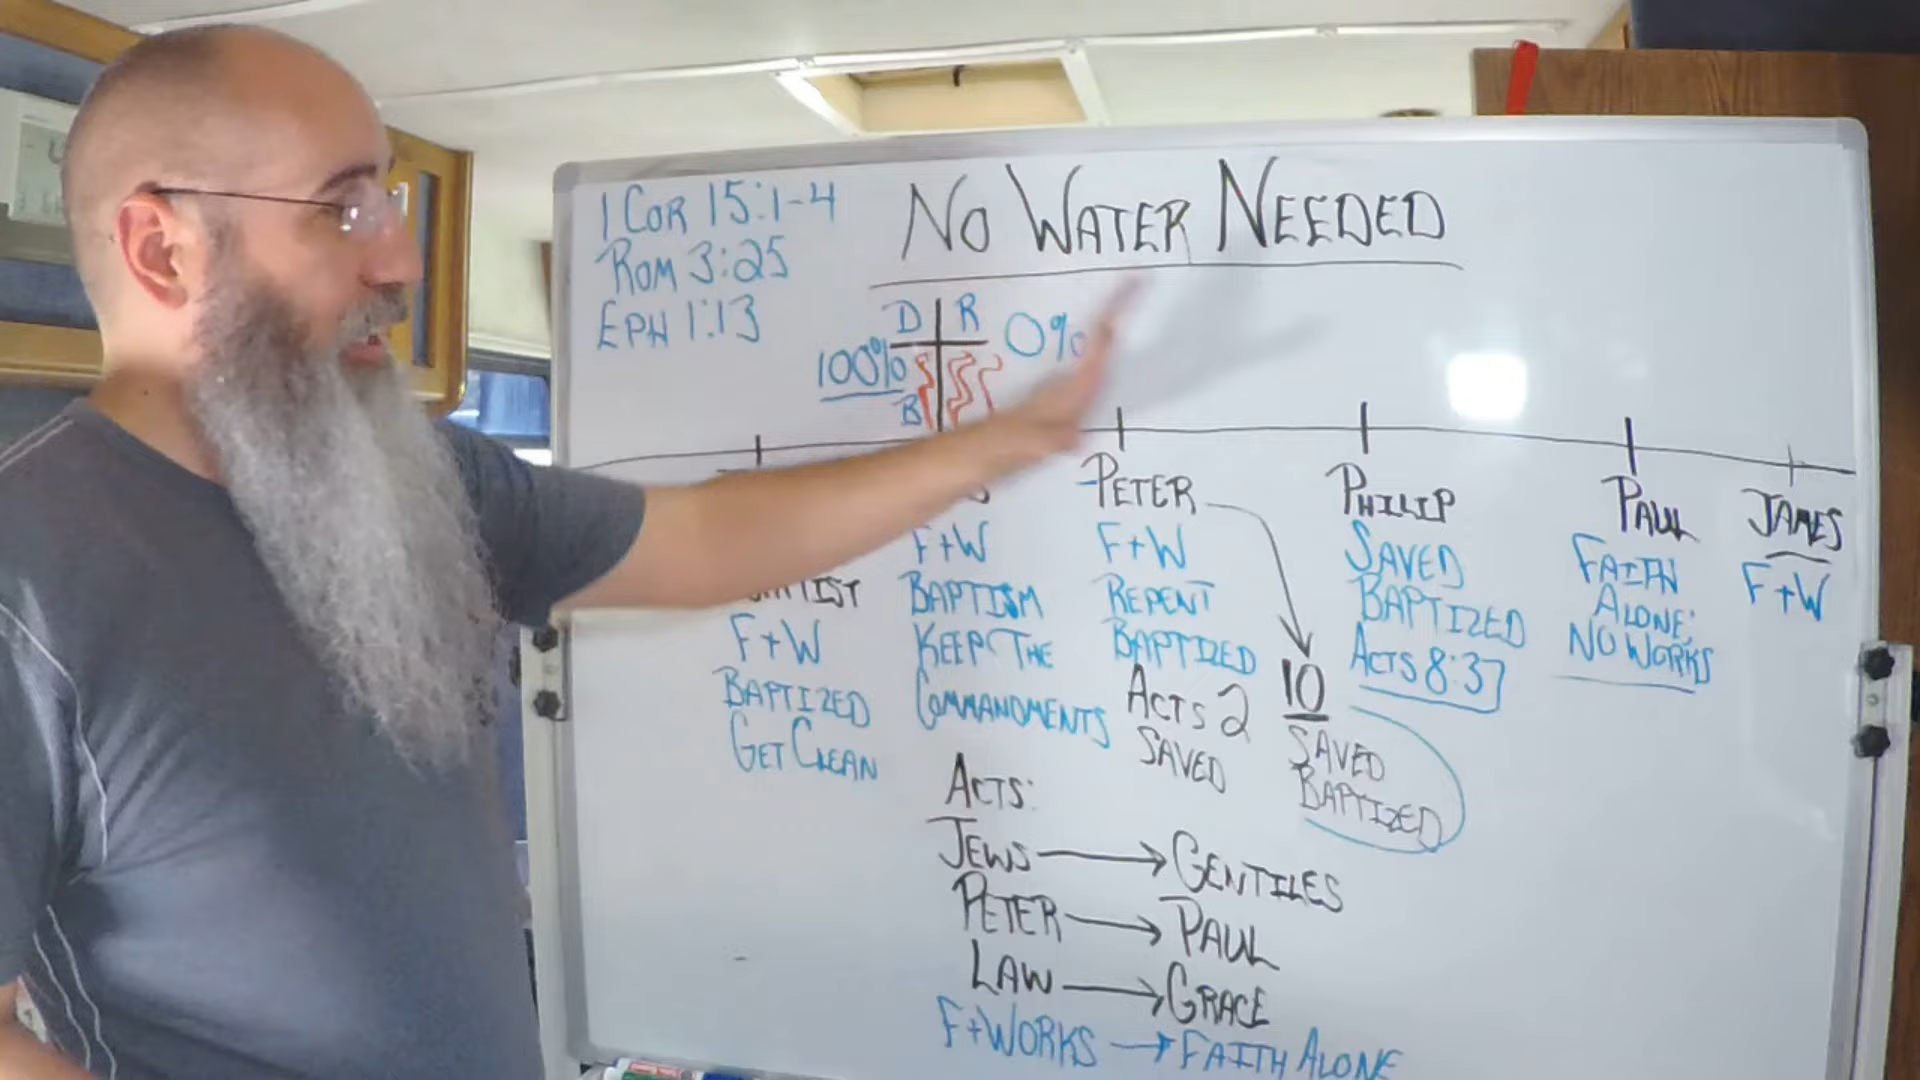 1 COR 15:1-4
ROM 3:25
EPH 1:13
NO WATER NEEDED
D R
100% 0%
B
PETER
PHILIP
PAUL
JAMES
F+W
BAPTIZED
GET CLEAN
F+W
BAPTISM
KEEP THE
COMMANDMENTS
F+W
REPENT
BAPTIZED
ACTS 2
SAVED
10
SAVED
BAPTIZED
SAVED
BAPTIZED
ACTS 8:37
FAITH
ALONE:
NO WORKS
F+W
ACTS:
JEWS → GENTILES
PETER → PAUL
LAW → GRACE
F+WORKS → FAITH ALONE